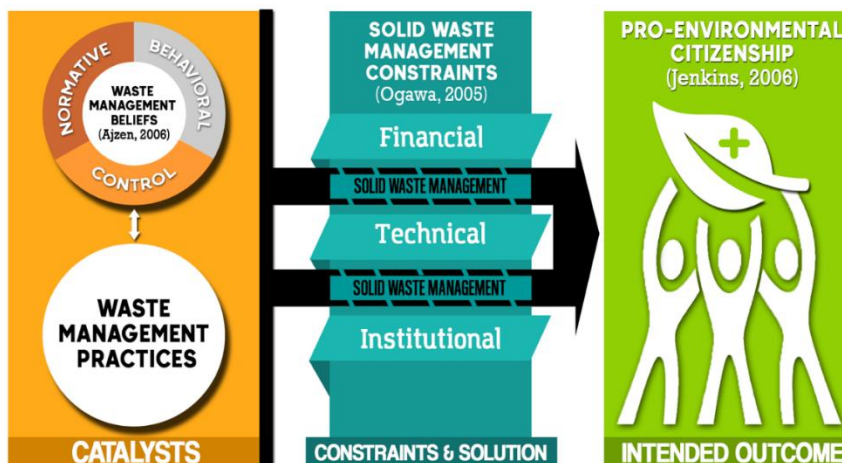 NORMATIVE
BEHAVIORAL
WASTE
MANAGEMENT
BELIEFS
(Ajzen, 2006)
CONTROL
WASTE
MANAGEMENT
PRACTICES
CATALYSTS
SOLID WASTE
MANAGEMENT
CONSTRAINTS
(Ogawa, 2005)
Financial
SOLID WASTE MANAGEMENT
Technical
SOLID WASTE MANAGEMENT
Institutional
CONSTRAINTS & SOLUTION
PRO-ENVIRONMENTAL
CITIZENSHIP
(Jenkins, 2006)
INTENDED OUTCOME